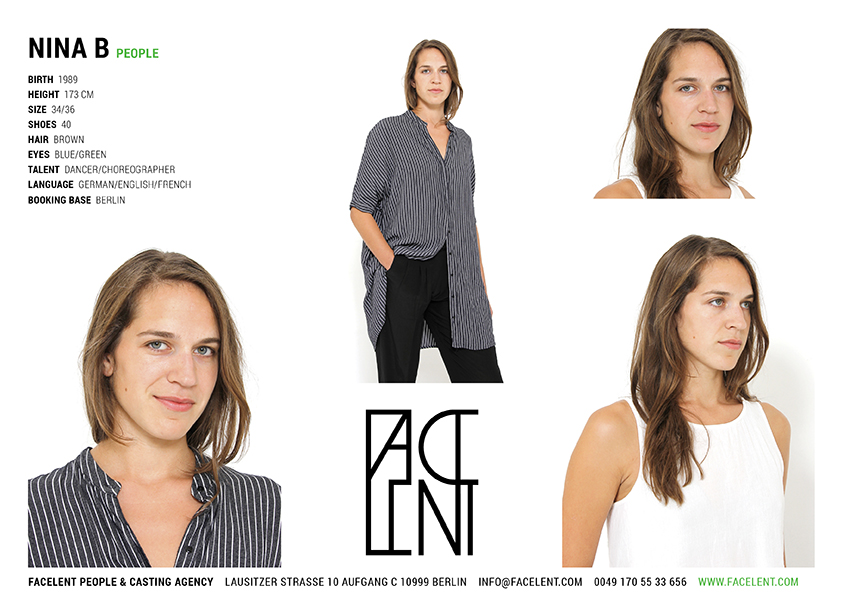 NINA B PEOPLE
BIRTH 1989
HEIGHT 173 CM
SIZE 34/36
SHOES 40
HAIR BROWN
EYES BLUE/GREEN
TALENT DANCER/CHOREOGRAPHER
LANGUAGE GERMAN/ENGLISH/FRENCH
BOOKING BASE BERLIN
FACE
LENT
FACELENT PEOPLE & CASTING AGENCY LAUSITZER STRASSE 10 AUFGANG C 10999 BERLIN INFO@FACELENT.COM 0049 170 55 33 656 WWW.FACELENT.COM